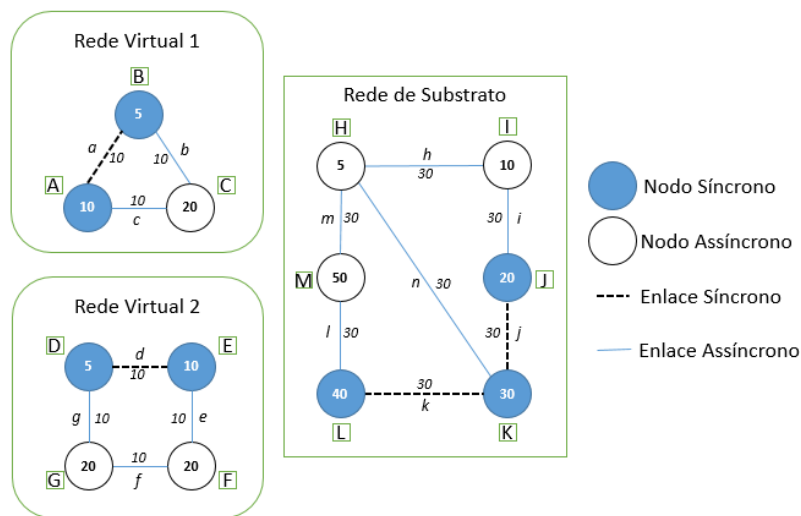 Rede Virtual 1
B
5
a
10
10
b
A
C
10
10
20
c
Rede Virtual 2
D
d
E
5
10
10
g
10
10
e
20
10
20
G
f
F
Rede de Substrato
H
I
5
h
10
30
m
30
30
i
M
50
n
30
20
J
l
30
30
j
40
30
30
k
L
K
Nodo Síncrono
Nodo Assíncrono
Enlace Síncrono
Enlace Assíncrono